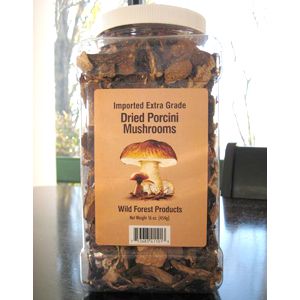 Imported Extra Grade
Dried Porcini
Mushrooms
Wild Forest Products
Net Weight 16 oz. (454g)